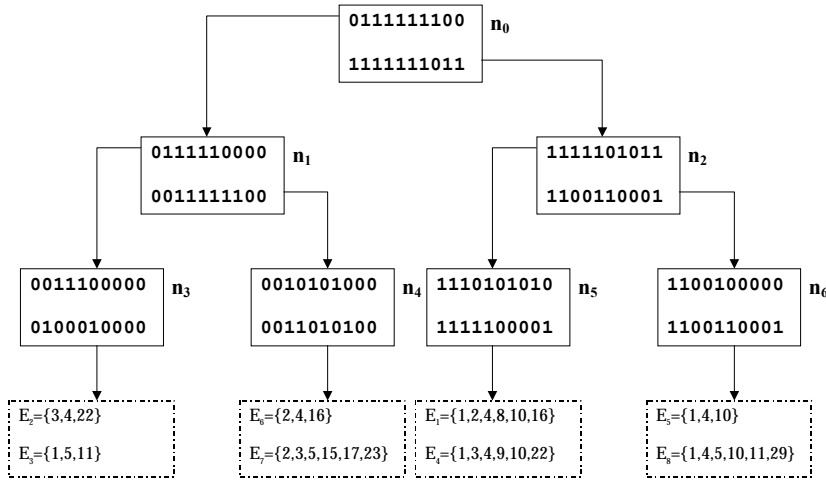 0111111100 n0
1111111011
0111110000 n1
0011111100
1111101011 n2
1100110001
0011100000 n3
0100010000
0010101000 n4
0011010100
1110101010 n5
1111100001
1100100000 n6
1100110001
E2={3,4,22}
E3={1,5,11}
E6={2,4,16}
E7={2,3,5,15,17,23}
E1={1,2,4,8,10,16}
E4={1,3,4,9,10,22}
E5={1,4,10}
E8={1,4,5,10,11,29}